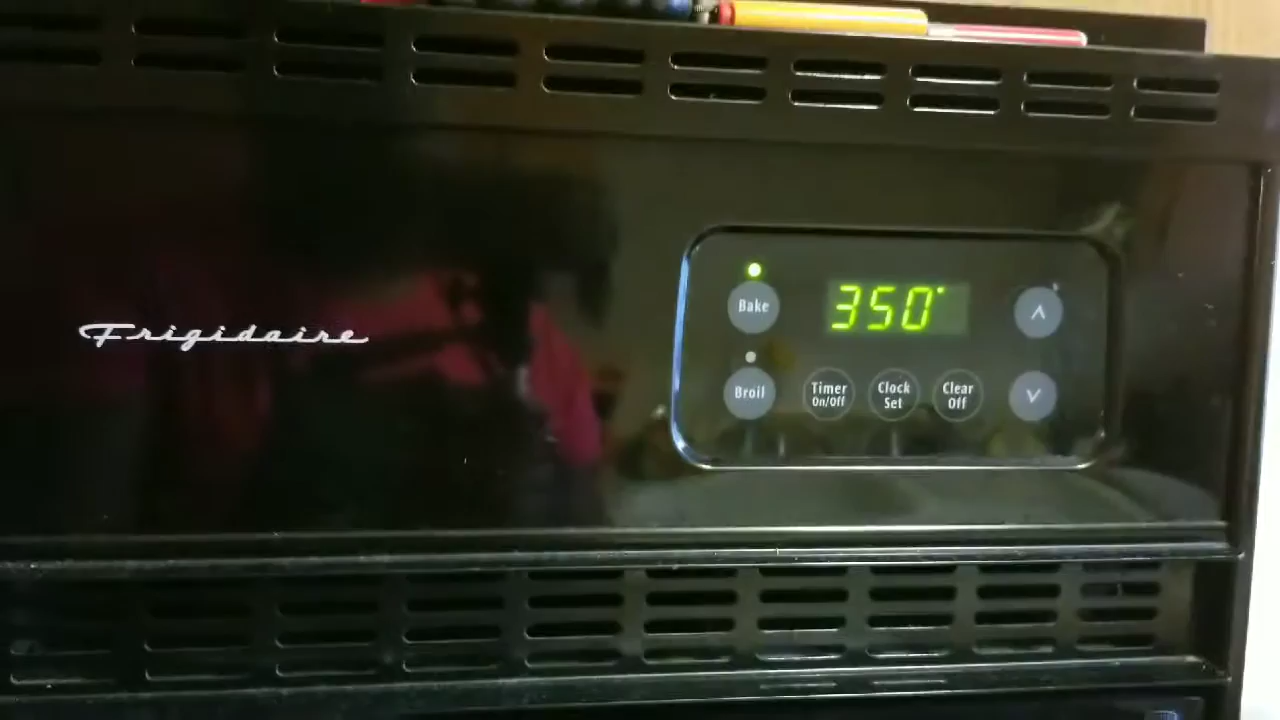 Frigidaire
Bake
350°
Broil
Timer
On/Off
Clock
Set
Clear
Off